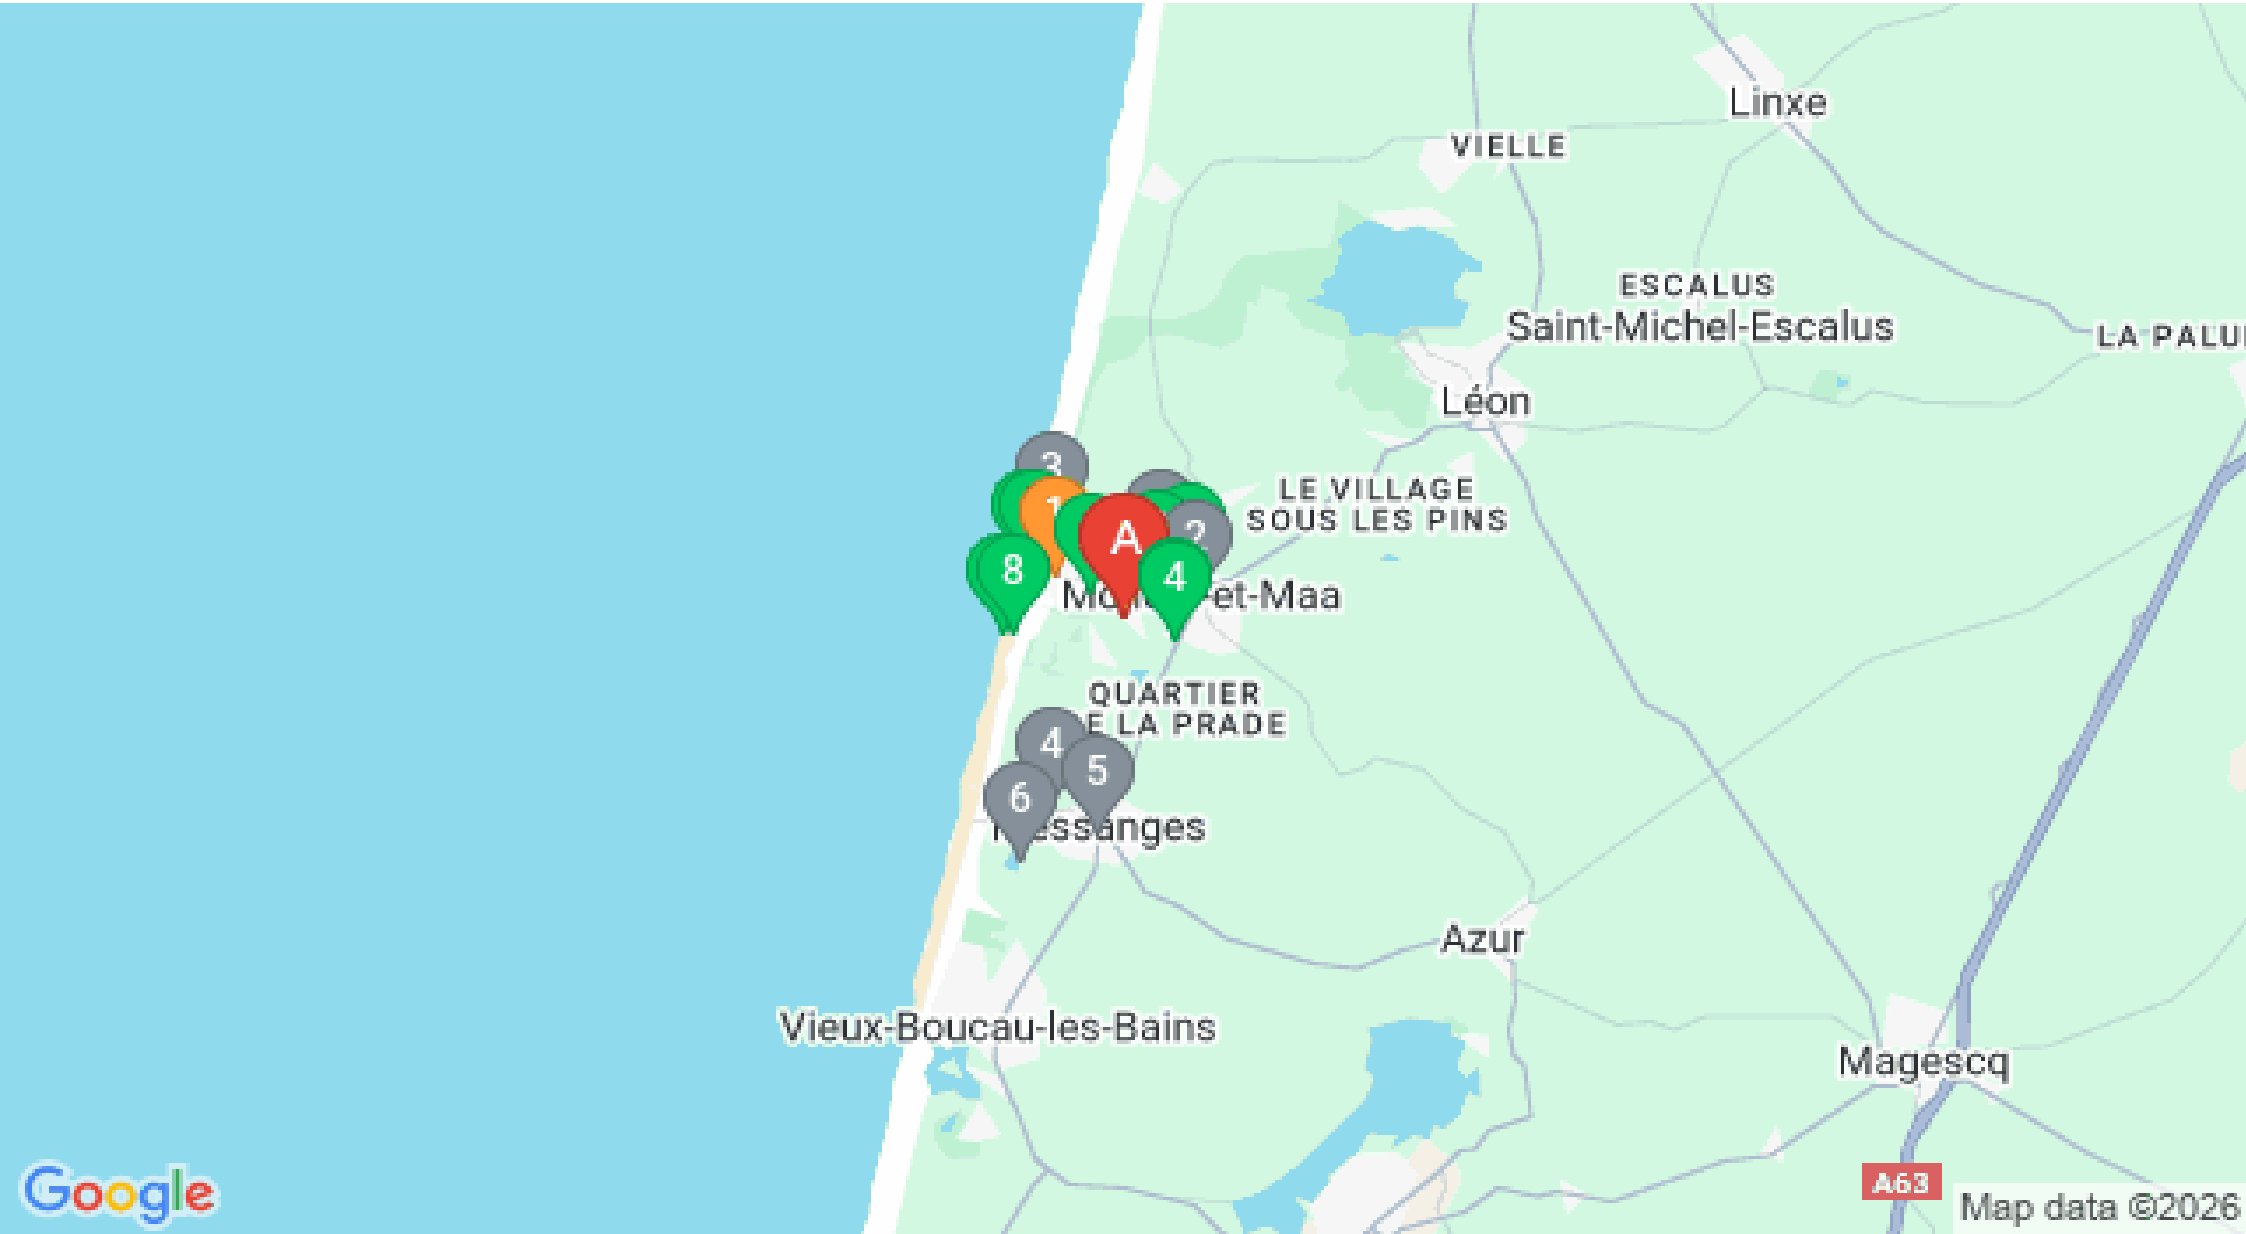 Linxe
VIELLE
ESCALUS
Saint-Michel-Escalus
LA PALU
Léon
3
LE VILLAGE
SOUS LES PINS
1
A
2
8
4
-et-Maa
QUARTIER
E LA PRADE
4
5
6
essanges
Azur
Vieux-Boucau-les-Bains
Magescq
A63
Google
Map data ©2026